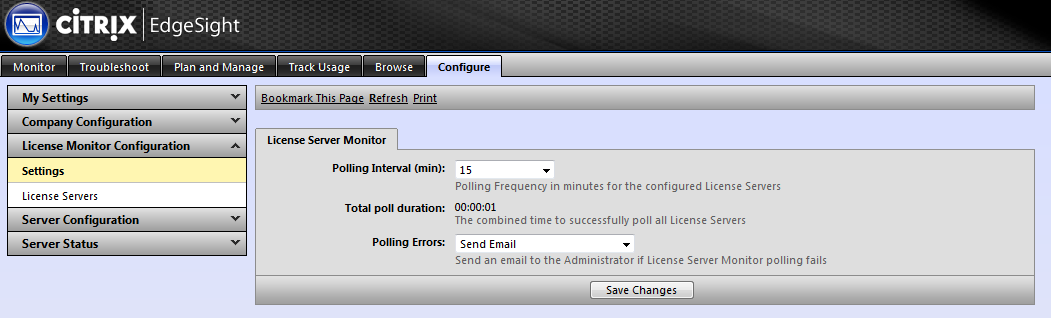 CİTRIX EdgeSight
Monitor Troubleshoot Plan and Manage Track Usage Browse Configure
My Settings
Company Configuration
License Monitor Configuration
Settings
License Servers
Server Configuration
Server Status
Bookmark This Page Refresh Print
License Server Monitor
Polling Interval (min): 15
Polling Frequency in minutes for the configured License Servers
Total poll duration: 00:00:01
The combined time to successfully poll all License Servers
Polling Errors: Send Email
Send an email to the Administrator if License Server Monitor polling fails
Save Changes